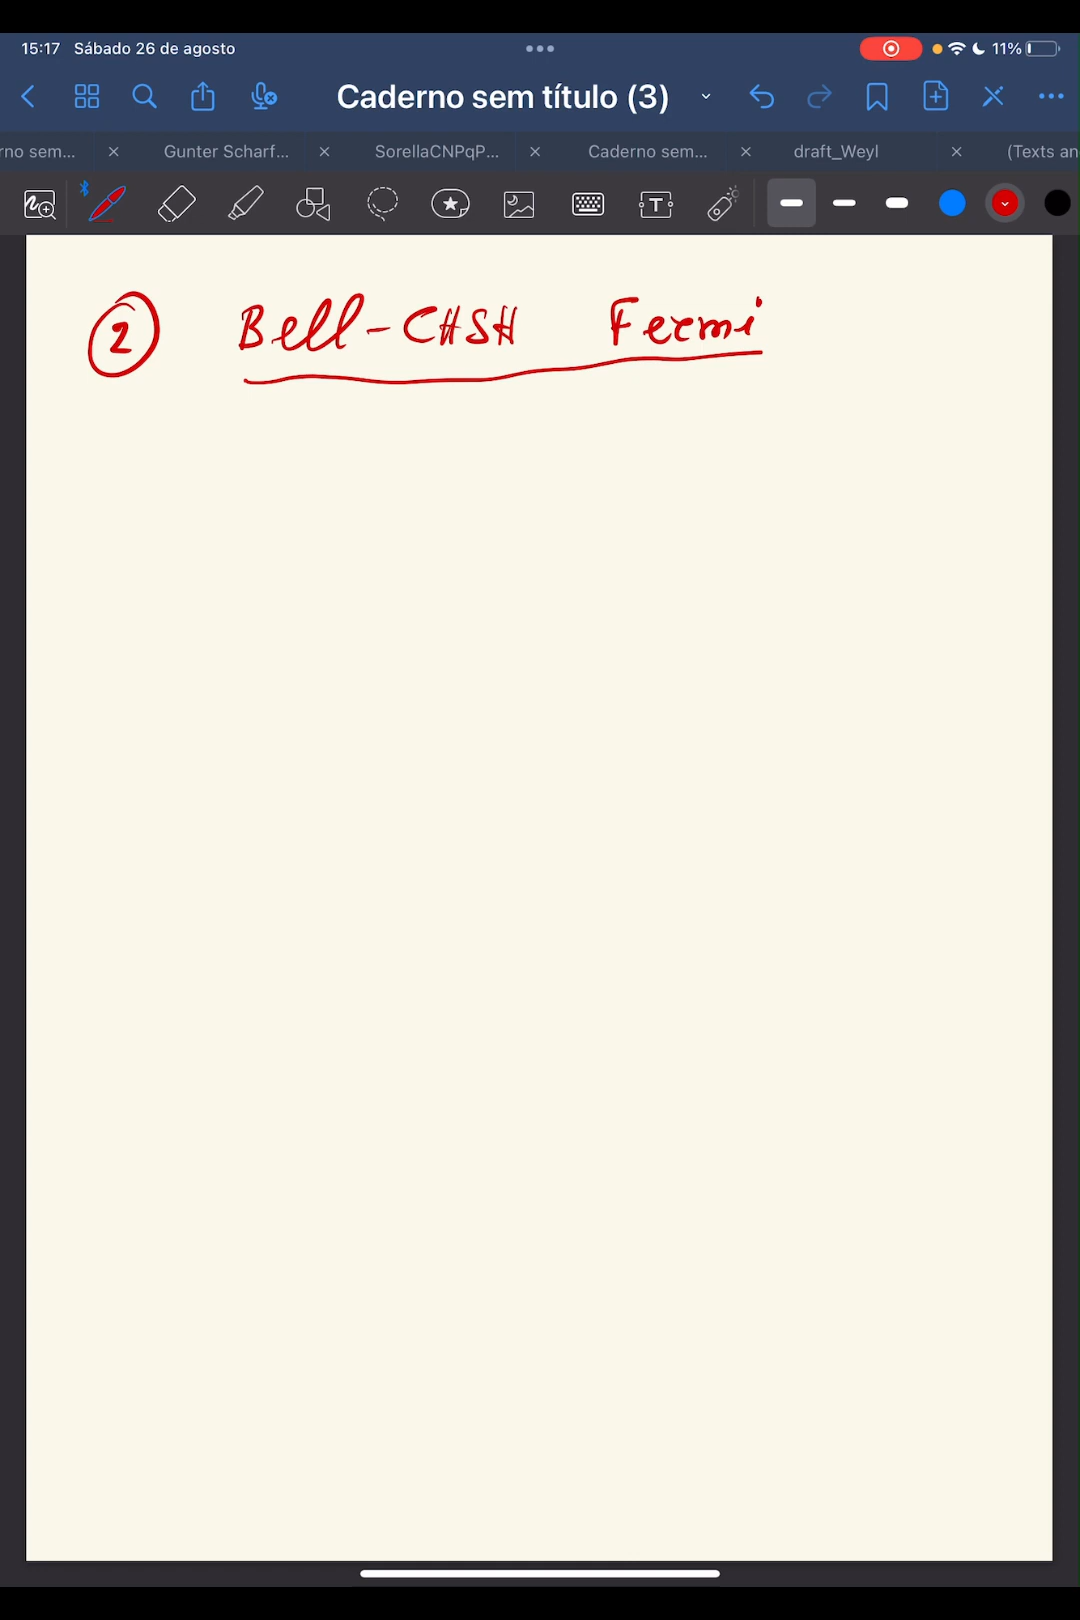 15:17 Sábado 26 de agosto 11%
Caderno sem título (3)
rno sem... Gunter Scharf... SorellaCNPqP... Caderno sem... draft_Weyl (Texts an
T
2 Bell-CHSH Fermi